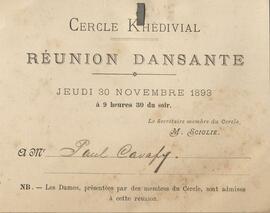 CERCLE KHÉDIVIAL
RÉUNION DANSANTE
JEUDI 30 NOVEMBRE 1893
à 9 heures 30 du soir.
Le Secrétaire membre du Cercle,
M. SCIOLIE.
A Mr Paul Cavafy.
NB. - Les Dames, présentées par des membres du Cercle, sont admises
à cette réunion.